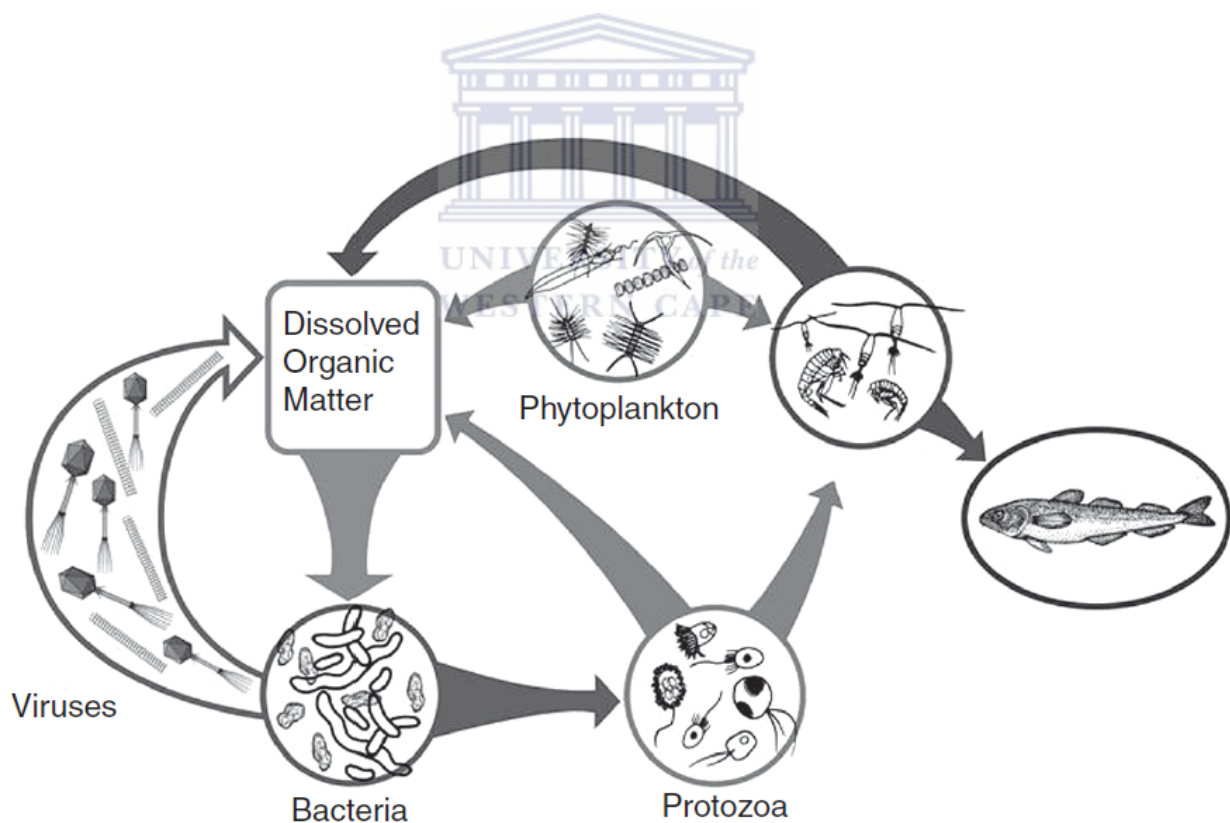 UNIVERSITY of the
WESTERN CAPE
Dissolved
Organic
Matter
Phytoplankton
Viruses
Bacteria
Protozoa